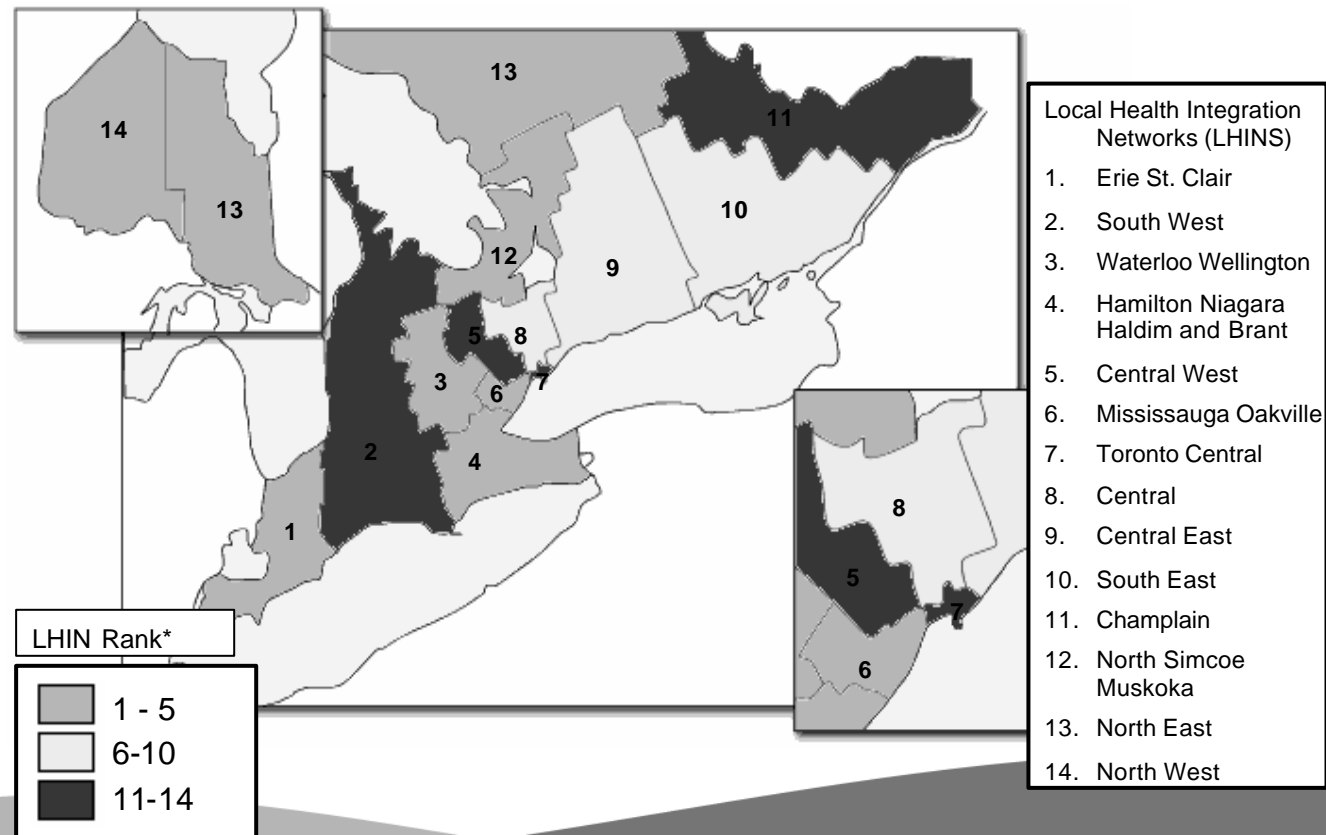 14
13
13
11
10
12
9
8
5
7
3
6
2
4
1
8
5
7
6
LHIN Rank*
1 - 5
6-10
11-14
Local Health Integration
Networks (LHINS)
1. Erie St. Clair
2. South West
3. Waterloo Wellington
4. Hamilton Niagara
Haldim and Brant
5. Central West
6. Mississauga Oakville
7. Toronto Central
8. Central
9. Central East
10. South East
11. Champlain
12. North Simcoe
Muskoka
13. North East
14. North West